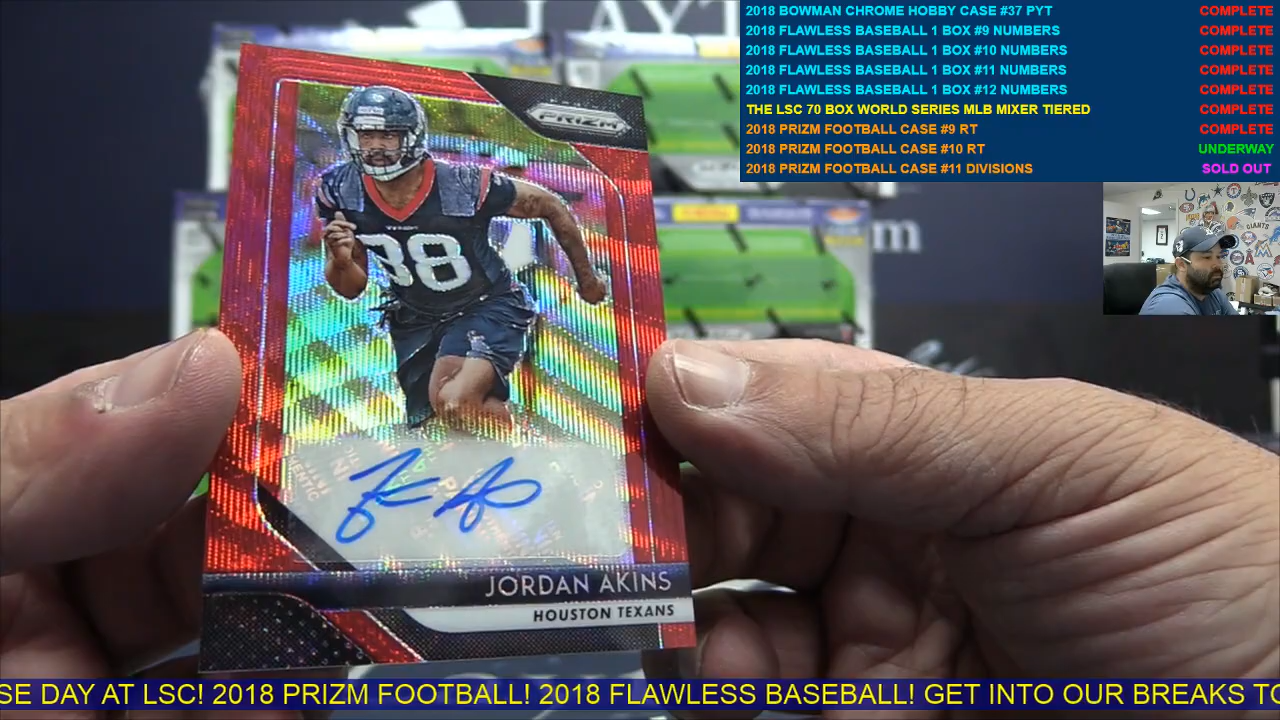 2018 BOWMAN CHROME HOBBY CASE #37 PYT COMPLETE
2018 FLAWLESS BASEBALL 1 BOX #9 NUMBERS COMPLETE
2018 FLAWLESS BASEBALL 1 BOX #10 NUMBERS COMPLETE
2018 FLAWLESS BASEBALL 1 BOX #11 NUMBERS COMPLETE
2018 FLAWLESS BASEBALL 1 BOX #12 NUMBERS COMPLETE
THE LSC 70 BOX WORLD SERIES MLB MIXER TIERED COMPLETE
2018 PRIZM FOOTBALL CASE #9 RT COMPLETE
2018 PRIZM FOOTBALL CASE #10 RT UNDERWAY
2018 PRIZM FOOTBALL CASE #11 DIVISIONS SOLD OUT
PRIZM
88
JORDAN AKINS
HOUSTON TEXANS
SE DAY AT LSC! 2018 PRIZM FOOTBALL! 2018 FLAWLESS BASEBALL! GET INTO OUR BREAKS TO